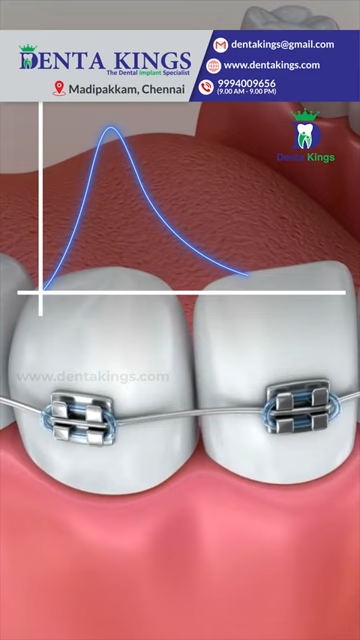 DENTA KINGS
The Dental Implant Specialist
Madipakkam, Chennai
dentakings@gmail.com
www.dentakings.com
9994009656
(9.00 AM - 9.00 PM)
Denta Kings
www.dentakings.com